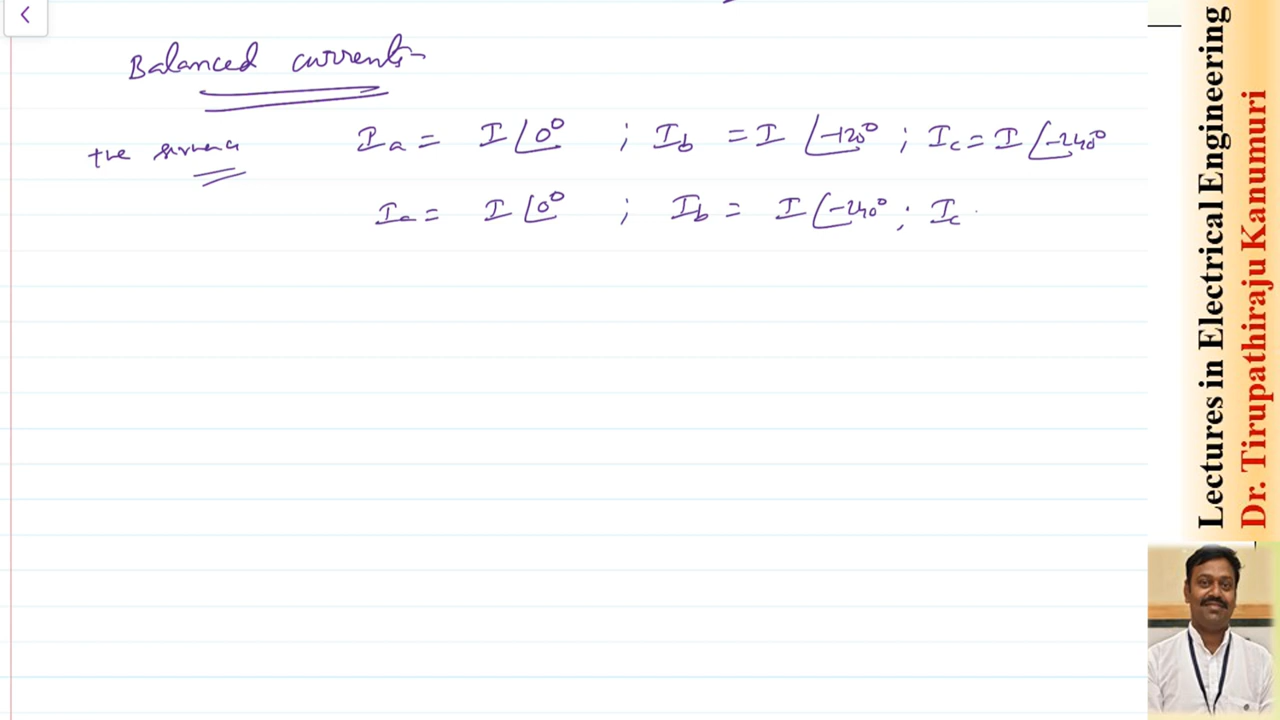 Balanced currents
the sequence Ia = I∠0° ; Ib = I∠-120° ; Ic = I∠-240°
Ia = I∠0° ; Ib = I∠-240° ; Ic
Lectures in Electrical Engineering
Dr. Tirupathiraju Kanumuri